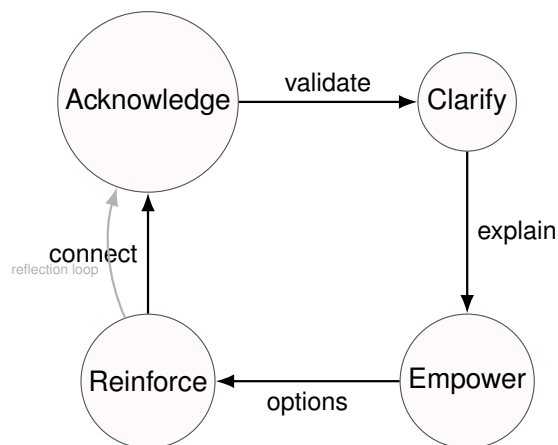 validate
Acknowledge
Clarify
explain
connect
reflection loop
Reinforce
Empower
options